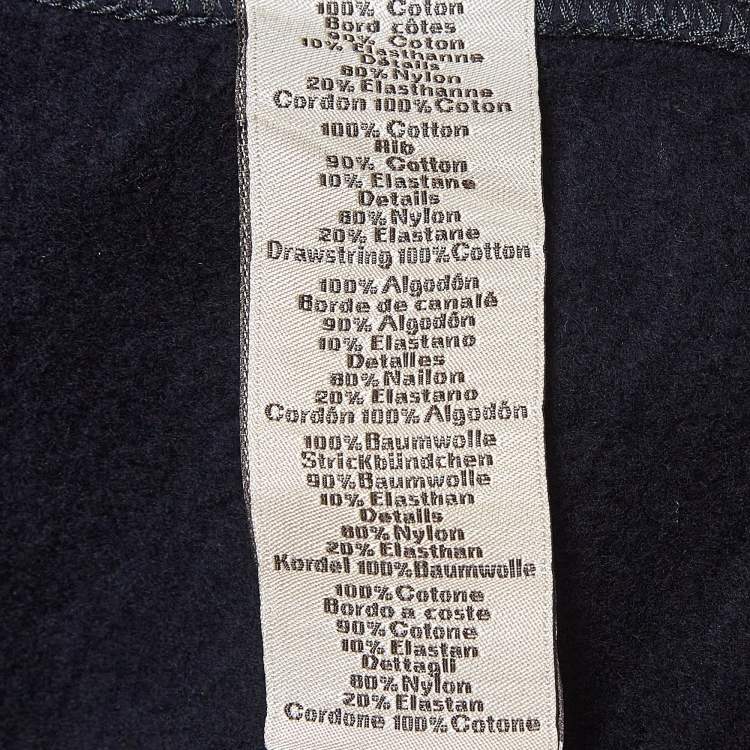 100% Coton
Bord côtes
90% Coton
10% Elasthanne
Détails
80% Nylon
20% Elasthanne
Cordon 100% Coton
100% Cotton
Rib
90% Cotton
10% Elastane
Details
80% Nylon
20% Elastane
Drawstring 100% Cotton
100% Algodón
Borde de canalé
90% Algodón
10% Elastano
Detalles
80% Nailon
20% Elastano
Cordón 100% Algodón
100% Baumwolle
Strickbündchen
90% Baumwolle
10% Elasthan
Details
80% Nylon
20% Elasthan
Kordel 100% Baumwolle
100% Cotone
Bordo a coste
90% Cotone
10% Elastan
Dettagli
80% Nylon
20% Elastan
Cordone 100% Cotone